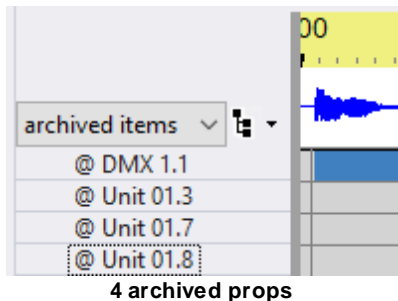 00
archived items
@ DMX 1.1
@ Unit 01.3
@ Unit 01.7
@ Unit 01.8
4 archived props